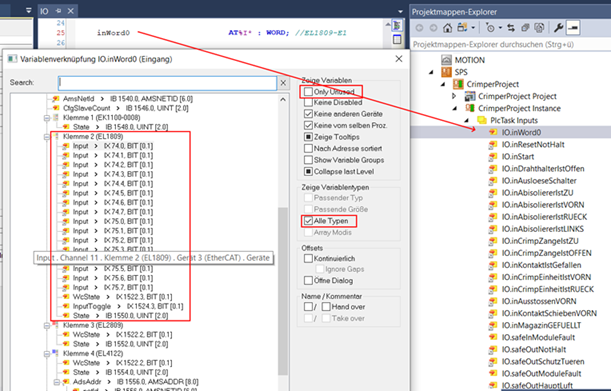 IO
24
25
26
inWord0 AT%I* : WORD; //EL1809-E1
Variablenverknüpfung IO.inWord0 (Eingang)
Search:
AmsNetId > IB 1540.0, AMSNETID [6.0]
CfgSlaveCount > IB 1546.0, UINT [2.0]
Klemme 1 (EK1100-0008)
State > IB 1548.0, UINT [2.0]
Klemme 2 (EL1809)
Input > IX 74.0, BIT [0.1]
Input > IX 74.1, BIT [0.1]
Input > IX 74.2, BIT [0.1]
Input > IX 74.3, BIT [0.1]
Input > IX 74.4, BIT [0.1]
Input > IX 74.5, BIT [0.1]
Input > IX 74.6, BIT [0.1]
Input > IX 74.7, BIT [0.1]
Input > IX 75.0, BIT [0.1]
Input > IX 75.1, BIT [0.1]
Input > IX 75.2, BIT [0.1]
Input > IX 75.3, BIT [0.1]
Input . Channel 11 . Klemme 2 (EL1809) . Gerät 3 (EtherCAT) . Geräte
Input > IX 75.5, BIT [0.1]
Input > IX 75.6, BIT [0.1]
Input > IX 75.7, BIT [0.1]
WcState > IX 1522.3, BIT [0.1]
InputToggle > IX 1524.3, BIT [0.1]
State > IB 1550.0, UINT [2.0]
Klemme 3 (EL2809)
WcState > IX 1522.2, BIT [0.1]
State > IB 1552.0, UINT [2.0]
Klemme 4 (EL4122)
WcState > IX 1522.1, BIT [0.1]
State > IB 1554.0, UINT [2.0]
AdsAddr > IB 1556.0, AMSADDR [8.0]
Zeige Variablen
Only Unused
Keine Disabled
Keine anderen Geräte
Keine vom selben Proz.
Zeige Tooltips
Nach Adresse sortiert
Show Variable Groups
Collapse last Level
Zeige Variablentypen
Passender Typ
Passende Größe
Alle Typen
Array Modis
Offsets
Kontinuierlich
Ignore Gaps
Öffne Dialog
Name / Kommentar
/ Hand over
/ Take over
Projektmappen-Explorer
Projektmappen-Explorer durchsuchen (Strg+ü)
MOTION
SPS
CrimperProject
CrimperProject Project
CrimperProject Instance
PlcTask Inputs
IO.inWord0
IO.inResetNotHalt
IO.inStart
IO.inDrahthalterIstOffen
IO.inAusloeseSchalter
IO.inAbisoliererIstZU
IO.inAbisoliererIstVORN
IO.inAbisoliererIstRUECK
IO.inAbisoliererIstLINKS
IO.inCrimpZangeIstZU
IO.inCrimpEinheitIstZU
IO.inKontaktIstGefallen
IO.inCrimpEinheitIstVORN
IO.inCrimpEinheitIstRUECK
IO.inAusstossenVORN
IO.inKontaktSchiebenVORN
IO.inMagazinGEFUELLT
IO.safeInModuleFault
IO.safeOutNotHalt
IO.safeOutSchutzTueren
IO.safeOutModuleFault
IO.safeOutHauptLuft